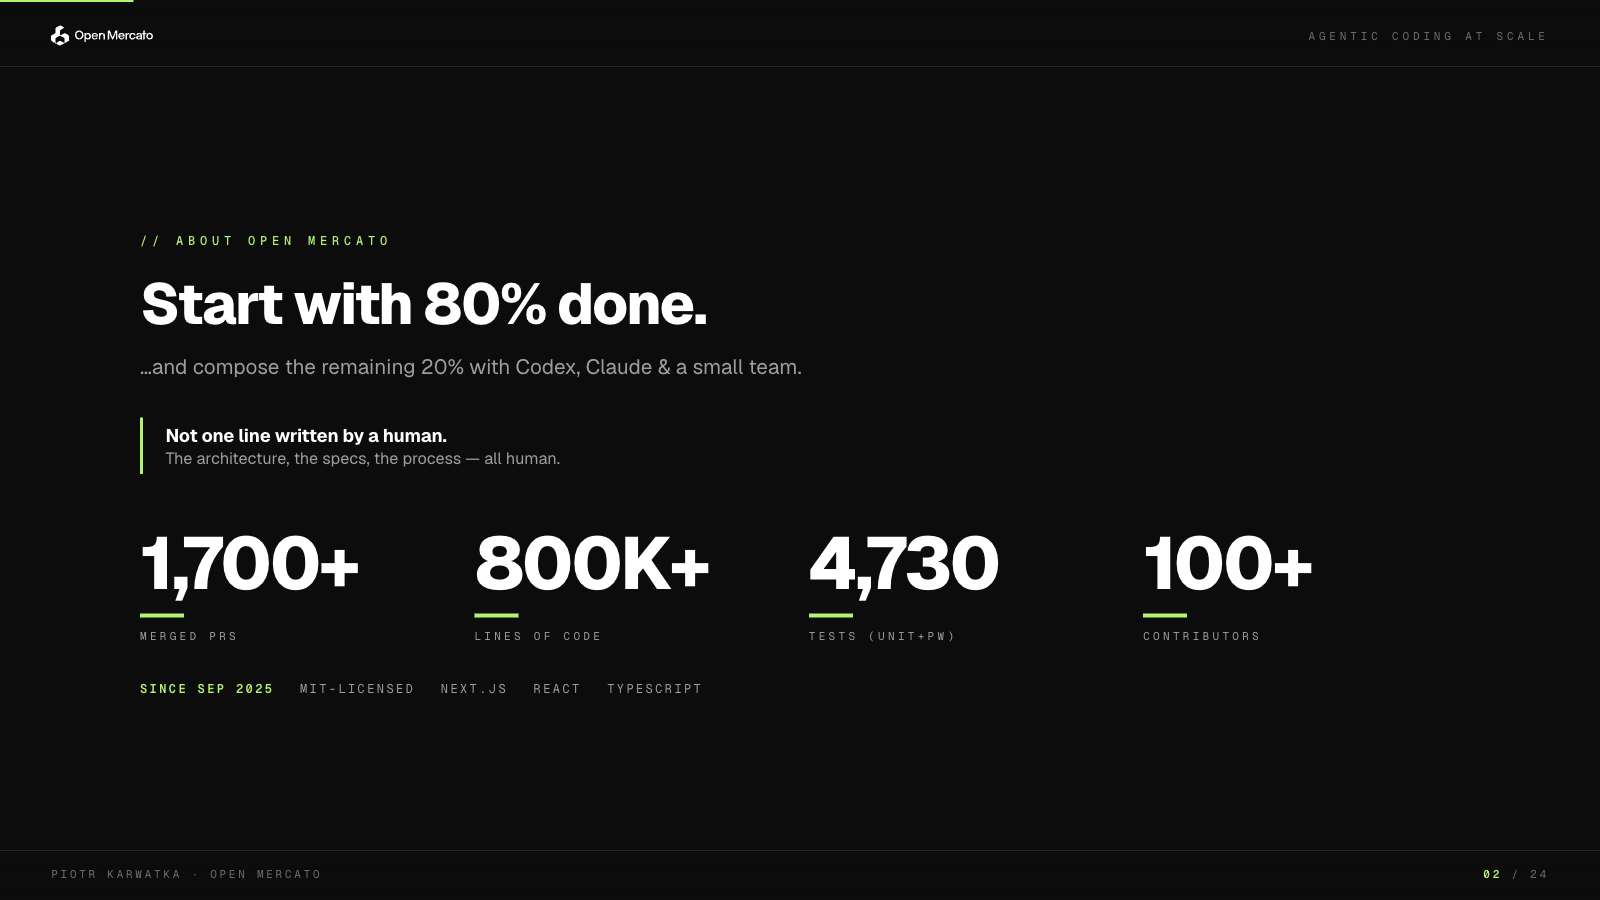 Open Mercato
AGENTIC CODING AT SCALE
// ABOUT OPEN MERCATO
Start with 80% done.
…and compose the remaining 20% with Codex, Claude & a small team.
Not one line written by a human.
The architecture, the specs, the process — all human.
1,700+ 800K+ 4,730 100+
MERGED PRS LINES OF CODE TESTS (UNIT+PW) CONTRIBUTORS
SINCE SEP 2025 MIT-LICENSED NEXT.JS REACT TYPESCRIPT
PIOTR KARWATKA · OPEN MERCATO
02 / 24